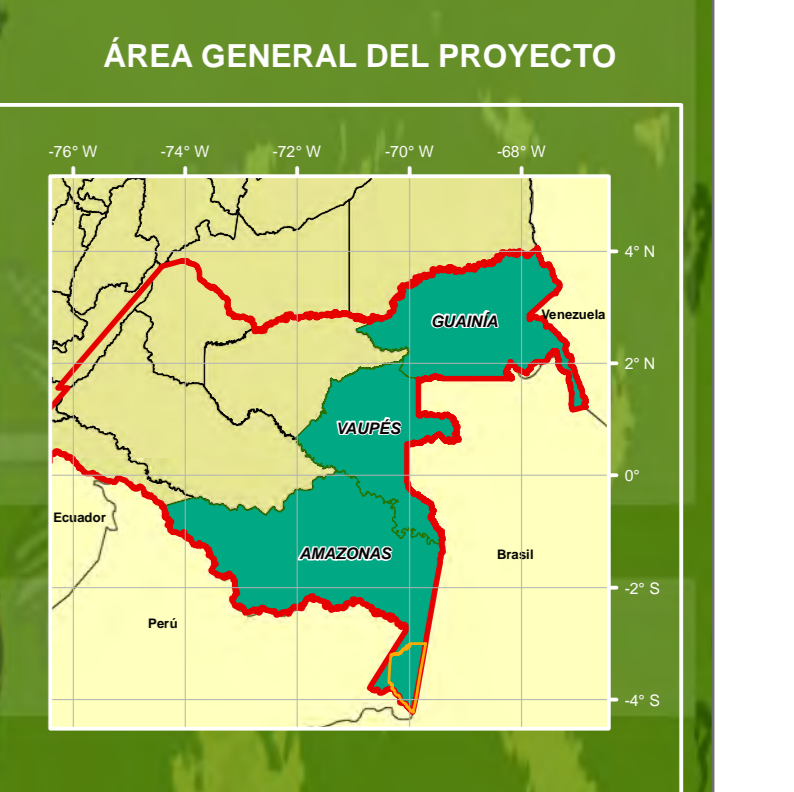 ÁREA GENERAL DEL PROYECTO
-76° W -74° W -72° W -70° W -68° W
4° N
GUAINÍA
Venezuela
2° N
VAUPÉS
0°
Ecuador
AMAZONAS
Brasil
-2° S
Perú
-4° S